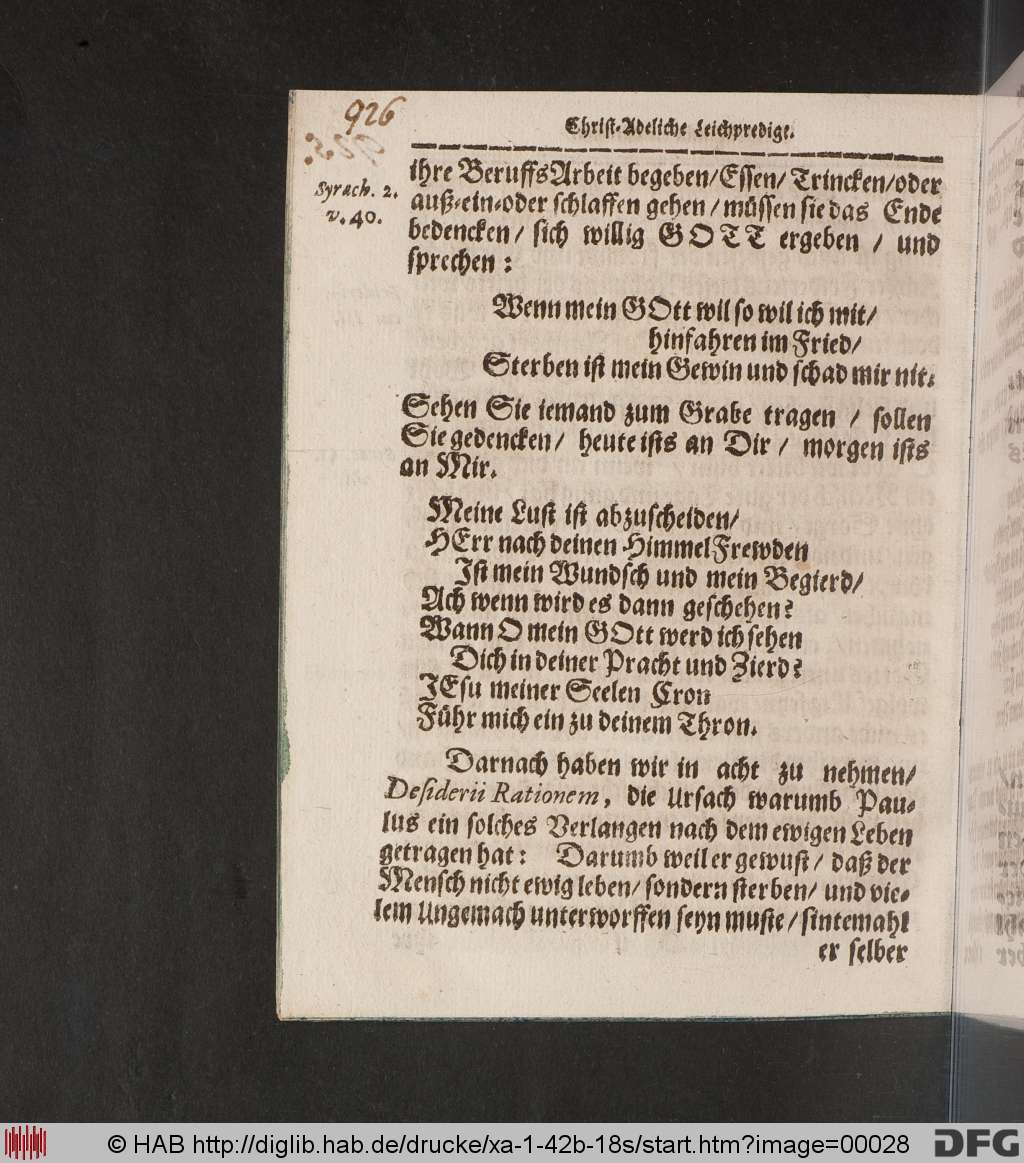 926
Christ-Adeliche Leichpredigt.
Syrach. 2.
v. 40.
ihre BeruffsArbeit begeben/Essen/ Trincken/oder
auß-ein-oder schlaffen gehen/ müssen sie das Ende
bedencken/ sich willig GOTT ergeben / und
sprechen:
Wenn mein GOtt wil so wil ich mit/
hinfahren im Fried/
Sterben ist mein Gewin und schad mir nit.
Sehen Sie iemand zum Grabe tragen / sollen
Sie gedencken/ heute ists an Dir/ morgen ists
an Mir.
Meine Lust ist abzuscheiden/
HErr nach deinen HimmelFrewden
Ist mein Wundsch und mein Begierd/
Ach wenn wird es dann geschehen?
Wann O mein GOtt werd ich sehen
Dich in deiner Pracht und Zierd?
JEsu meiner Seelen Cron
Führ mich ein zu deinem Thron.
Darnach haben wir in acht zu nehmen/
Desiderii Rationem, die Ursach warumb Pau-
lus ein solches Verlangen nach dem ewigen Leben
getragen hat: Darumb weil er gewust/ daß der
Mensch nicht ewig leben/ sondern sterben/ und vie-
lem Ungemach unterworffen seyn muste/ sintemahl
er selber
© HAB http://diglib.hab.de/drucke/xa-1-42b-18s/start.htm?image=00028
DFG